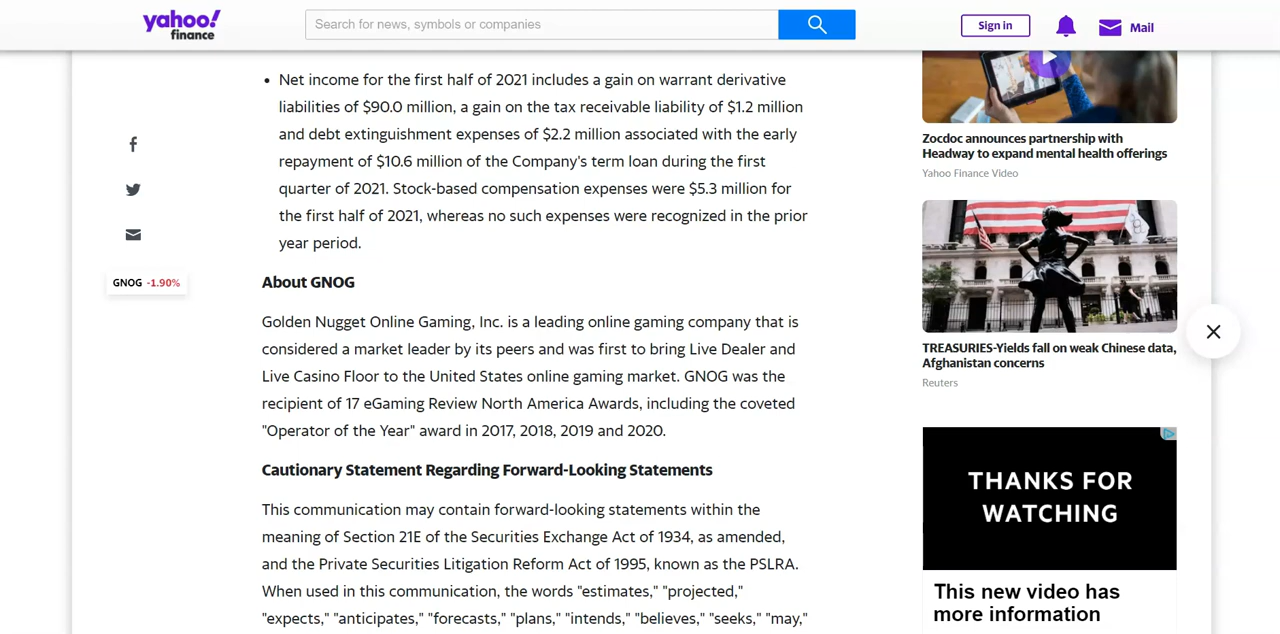 yahoo!
finance
Search for news, symbols or companies
Sign in
Mail
• Net income for the first half of 2021 includes a gain on warrant derivative
liabilities of $90.0 million, a gain on the tax receivable liability of $1.2 million
and debt extinguishment expenses of $2.2 million associated with the early
repayment of $10.6 million of the Company's term loan during the first
quarter of 2021. Stock-based compensation expenses were $5.3 million for
the first half of 2021, whereas no such expenses were recognized in the prior
year period.
GNOG -1.90%
About GNOG
Golden Nugget Online Gaming, Inc. is a leading online gaming company that is
considered a market leader by its peers and was first to bring Live Dealer and
Live Casino Floor to the United States online gaming market. GNOG was the
recipient of 17 eGaming Review North America Awards, including the coveted
"Operator of the Year" award in 2017, 2018, 2019 and 2020.
Cautionary Statement Regarding Forward-Looking Statements
This communication may contain forward-looking statements within the
meaning of Section 21E of the Securities Exchange Act of 1934, as amended,
and the Private Securities Litigation Reform Act of 1995, known as the PSLRA.
When used in this communication, the words "estimates," "projected,"
"expects," "anticipates," "forecasts," "plans," "intends," "believes," "seeks," "may,"
Zocdoc announces partnership with
Headway to expand mental health offerings
Yahoo Finance Video
TREASURIES-Yields fall on weak Chinese data,
Afghanistan concerns
Reuters
THANKS FOR
WATCHING
This new video has
more information